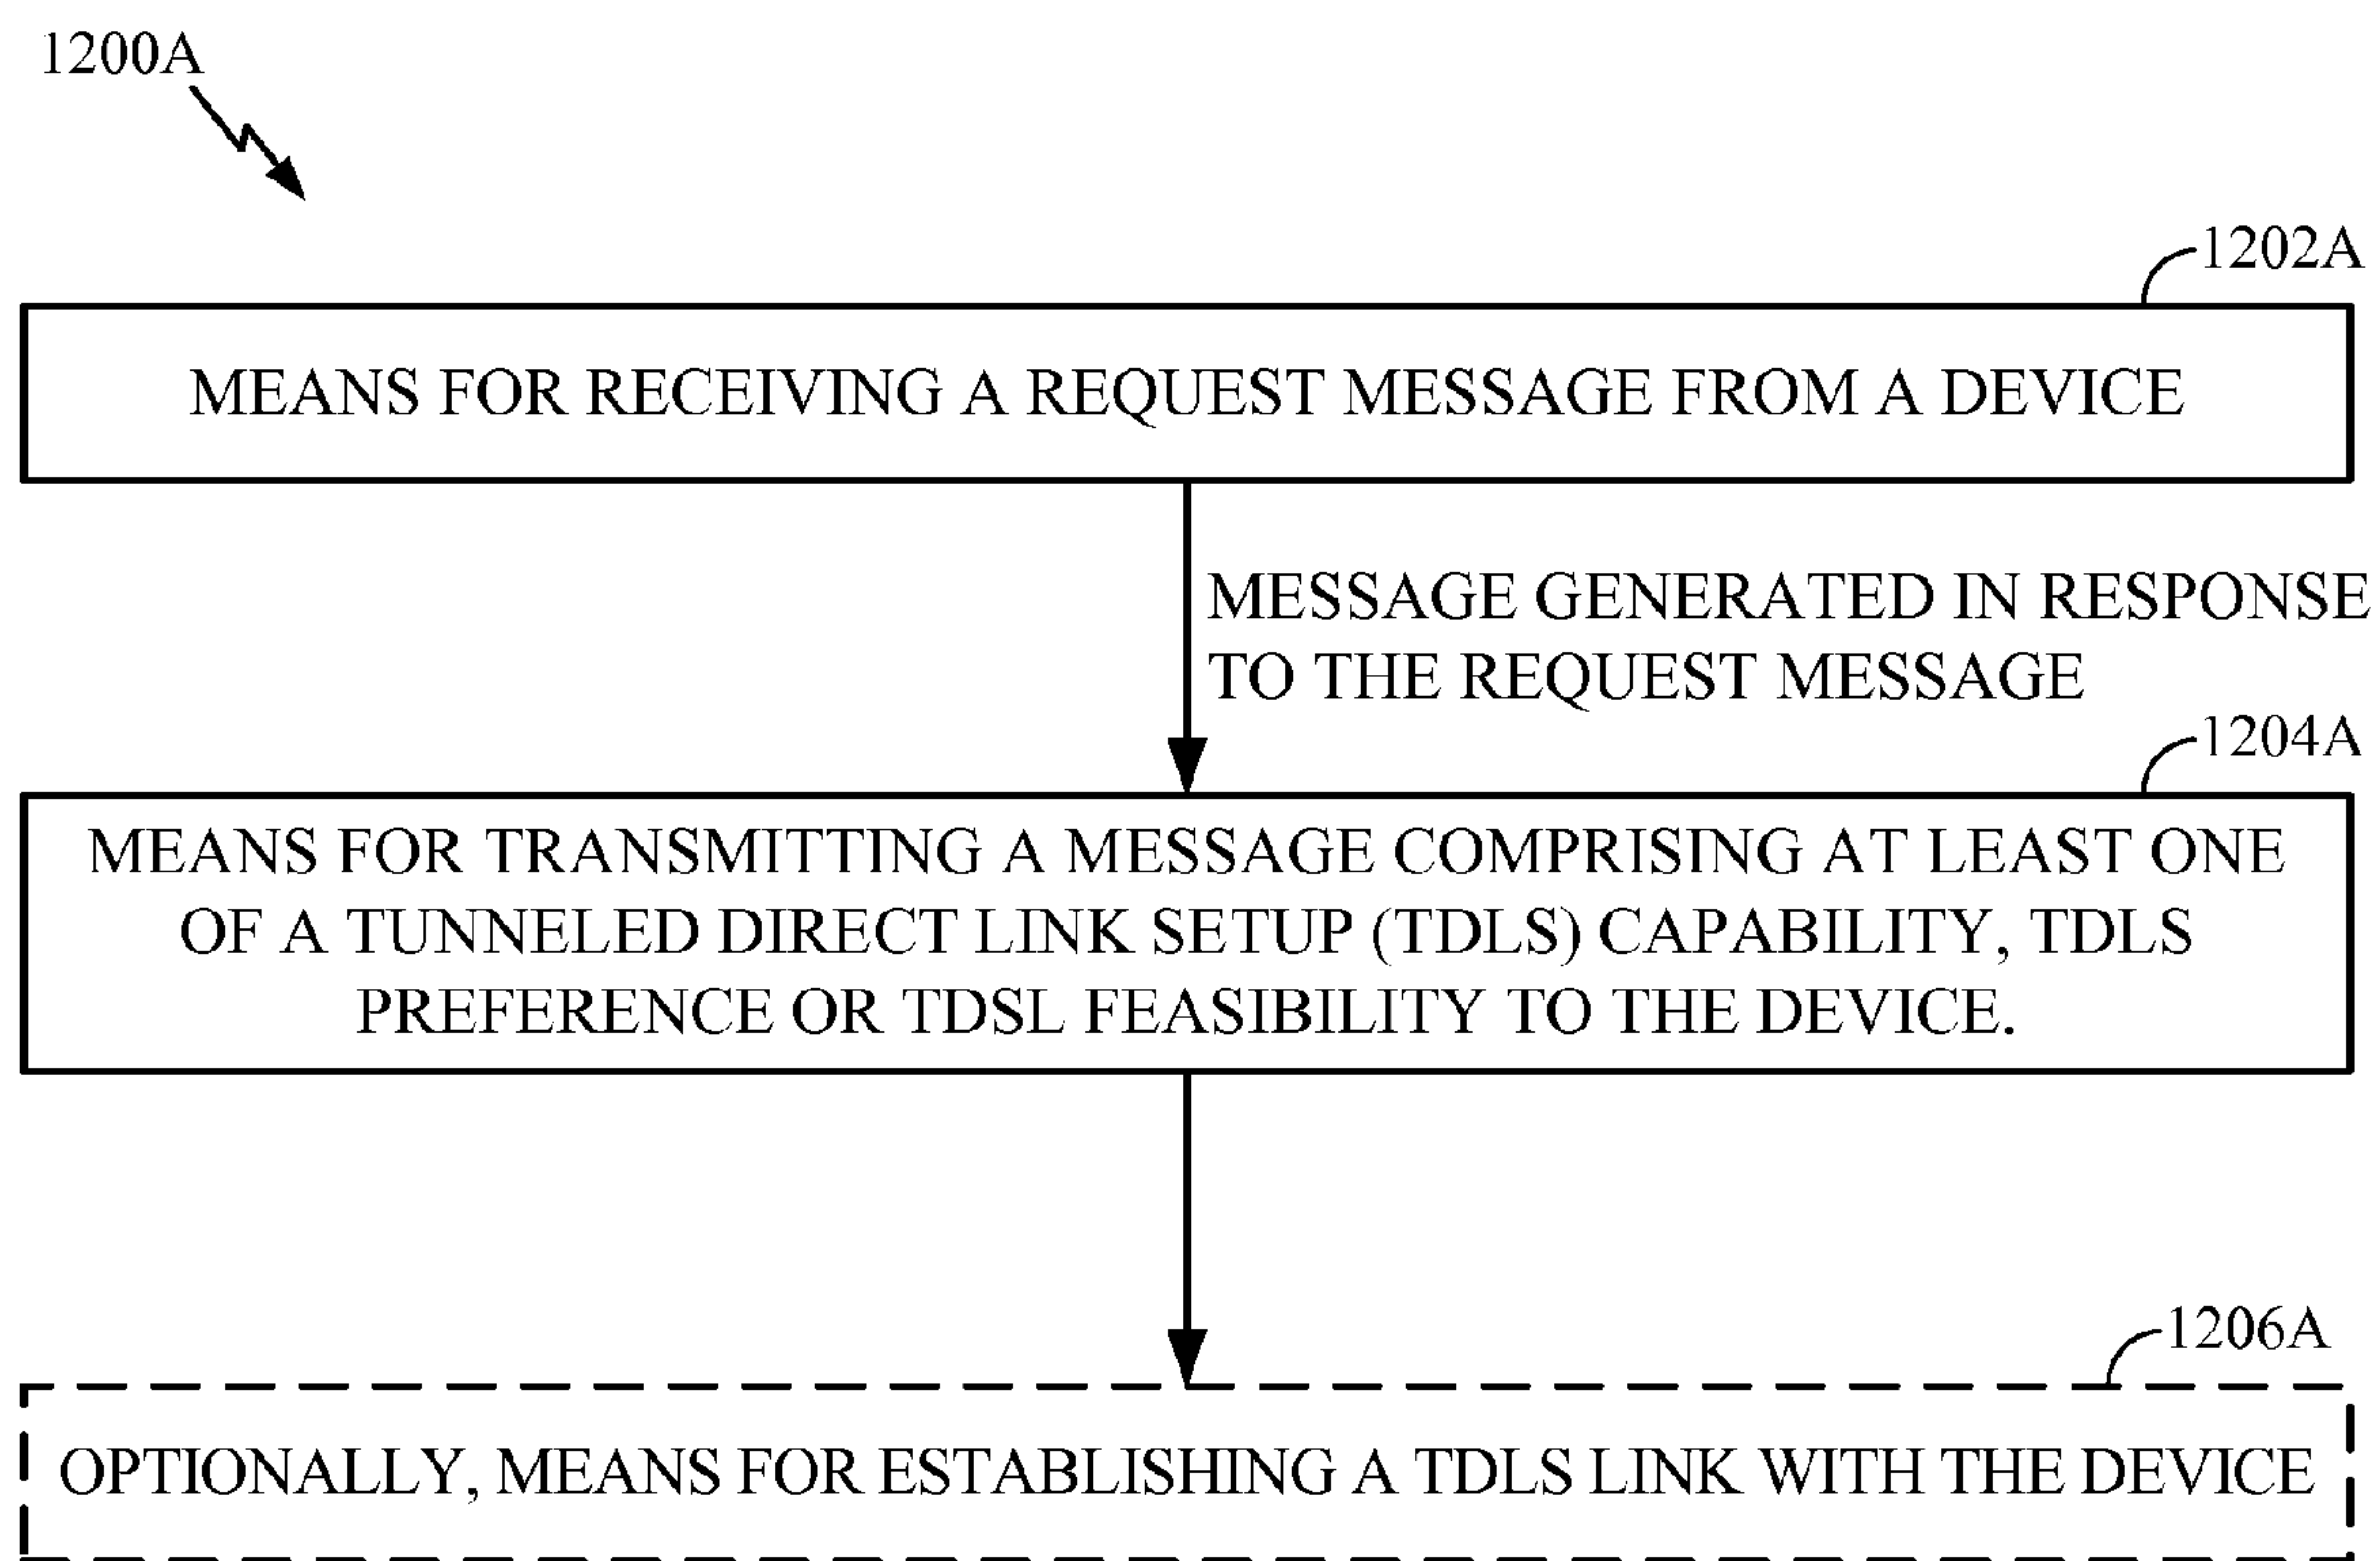 1200A
1202A
MEANS FOR RECEIVING A REQUEST MESSAGE FROM A DEVICE
MESSAGE GENERATED IN RESPONSE
TO THE REQUEST MESSAGE
1204A
MEANS FOR TRANSMITTING A MESSAGE COMPRISING AT LEAST ONE
OF A TUNNELED DIRECT LINK SETUP (TDLS) CAPABILITY, TDLS
PREFERENCE OR TDSL FEASIBILITY TO THE DEVICE.
1206A
OPTIONALLY, MEANS FOR ESTABLISHING A TDLS LINK WITH THE DEVICE